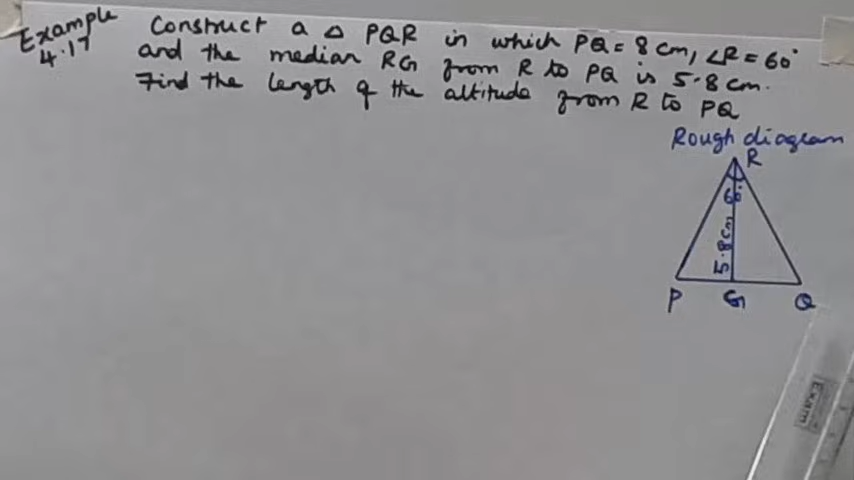 Example
4.17
Construct a △ PQR in which PQ = 8 cm, ∠R = 60°
and the median RG from R to PQ is 5.8 cm.
Find the length of the altitude from R to PQ
Rough diagram
R
60°
5.8cm
P G Q
Exam